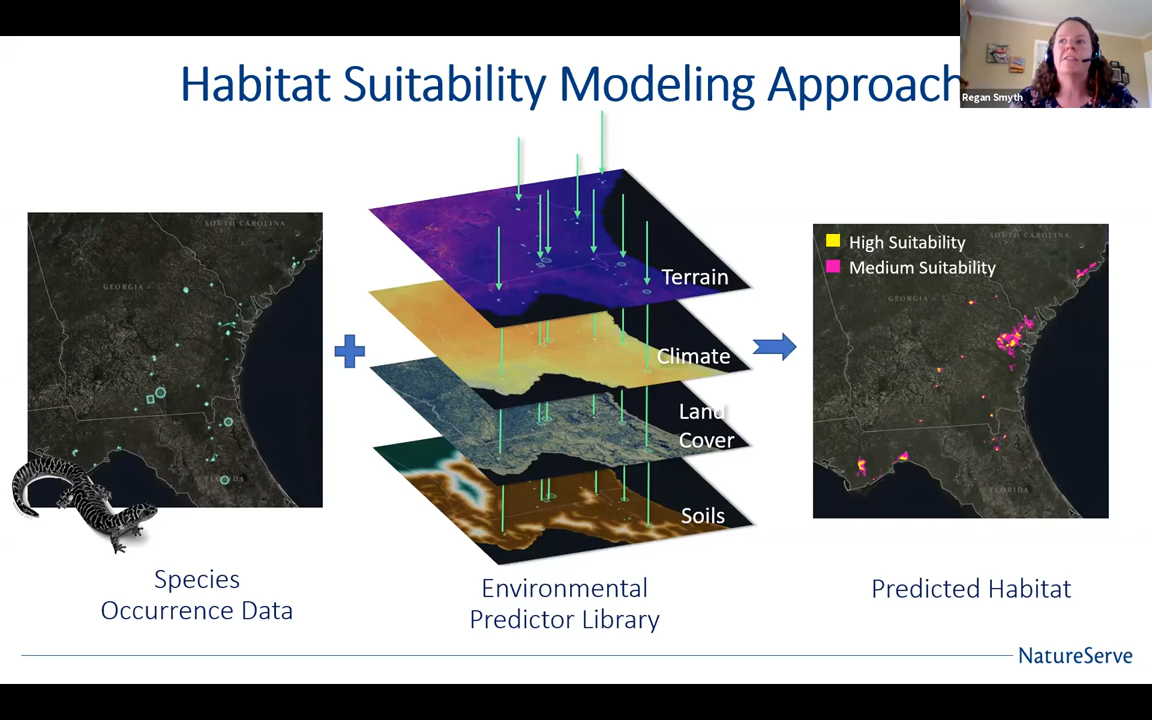 Habitat Suitability Modeling Approach
Regan Smyth
SOUTH CAROLINA
GEORGIA
FLORIDA
Terrain
Climate
Land
Cover
Soils
High Suitability
Medium Suitability
SOUTH CAROLINA
GEORGIA
FLORIDA
Species
Occurrence Data
Environmental
Predictor Library
Predicted Habitat
NatureServe